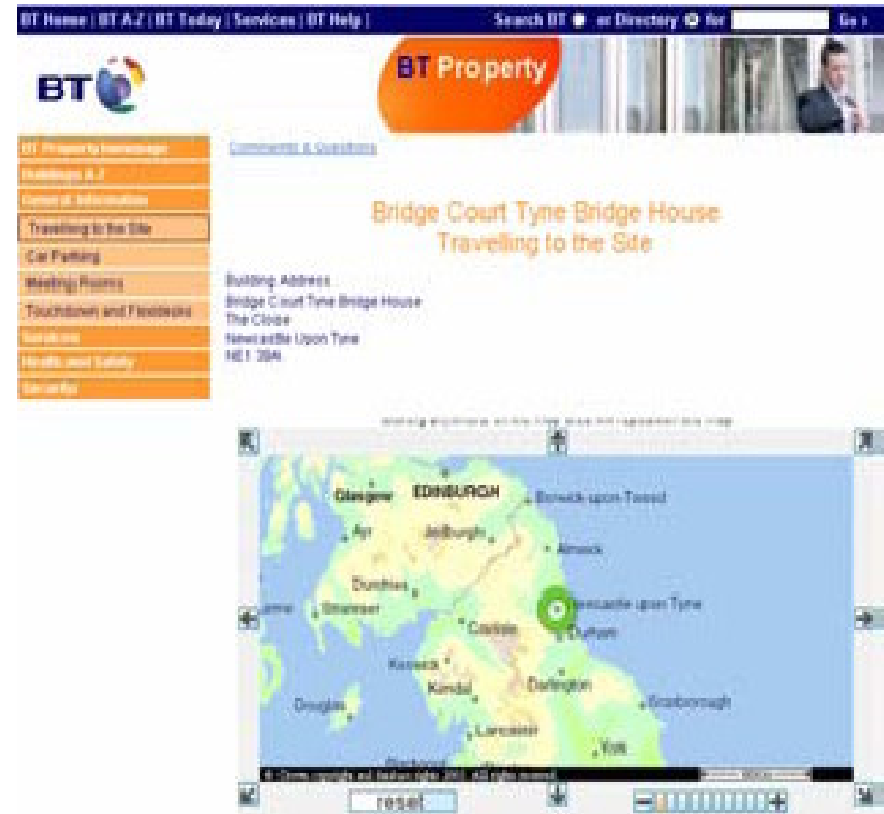 BT Home | BT A-Z | BT Today | Services | BT Help |
Search BT or Directory for
Go >
BT
BT Property
BT Property homepage
Comments & Questions
Buildings A-Z
General Information
Travelling to the Site
Car Parking
Meeting Rooms
Touchdown and Flexidesks
Services
Health and Safety
Security
Bridge Court Tyne Bridge House
Travelling to the Site
Building Address
Bridge Court Tyne Bridge House
The Close
Newcastle Upon Tyne
NE1
Glasgow
EDINBURGH
Berwick upon Tweed
Ayr
Jedburgh
Alnwick
Dumfries
Stranraer
Newcastle upon Tyne
Carlisle
Durham
Keswick
Kendal
Darlington
Douglas
Scarborough
Lancaster
York
Blackpool
reset